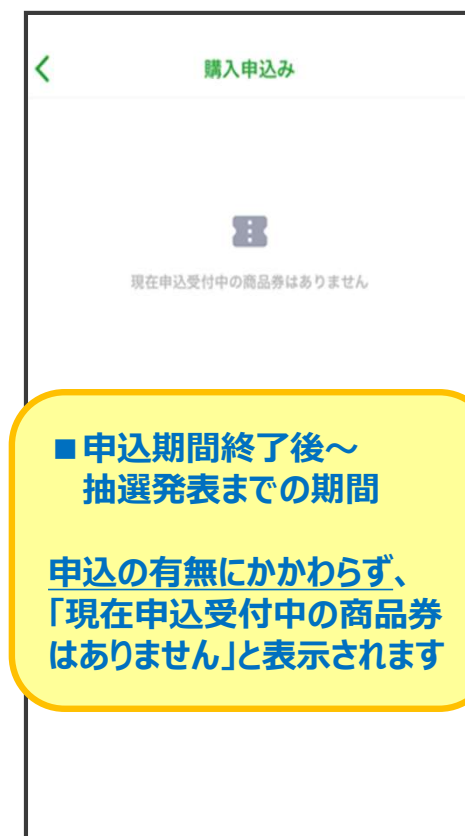 購入申込み
現在申込受付中の商品券はありません
■申込期間終了後～
抽選発表までの期間
申込の有無にかかわらず、
「現在申込受付中の商品券
はありません」と表示されます